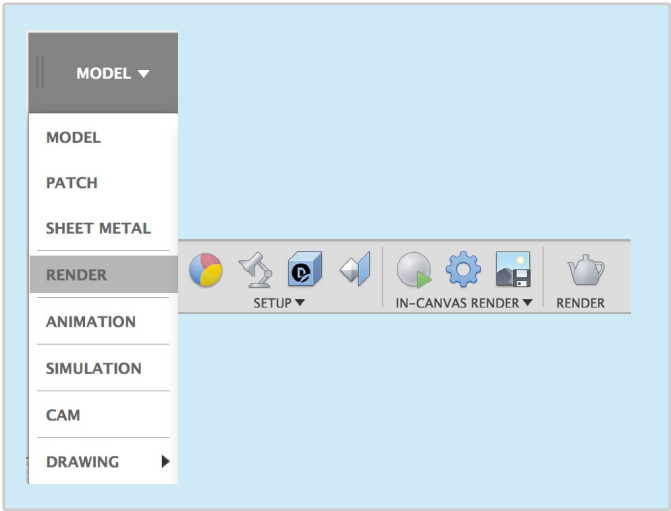 MODEL
MODEL
PATCH
SHEET METAL
RENDER
SETUP
IN-CANVAS RENDER
RENDER
ANIMATION
SIMULATION
CAM
DRAWING